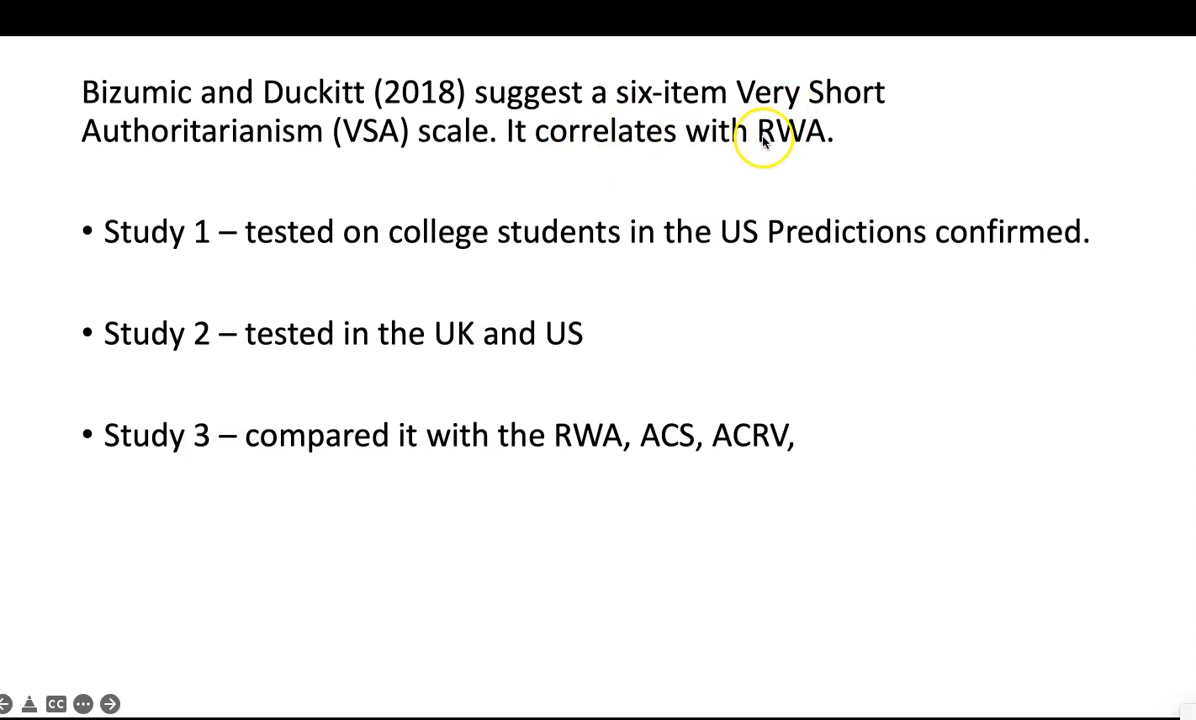 Bizumic and Duckitt (2018) suggest a six-item Very Short
Authoritarianism (VSA) scale. It correlates with RWA.
• Study 1 – tested on college students in the US Predictions confirmed.
• Study 2 – tested in the UK and US
• Study 3 – compared it with the RWA, ACS, ACRV,
CC